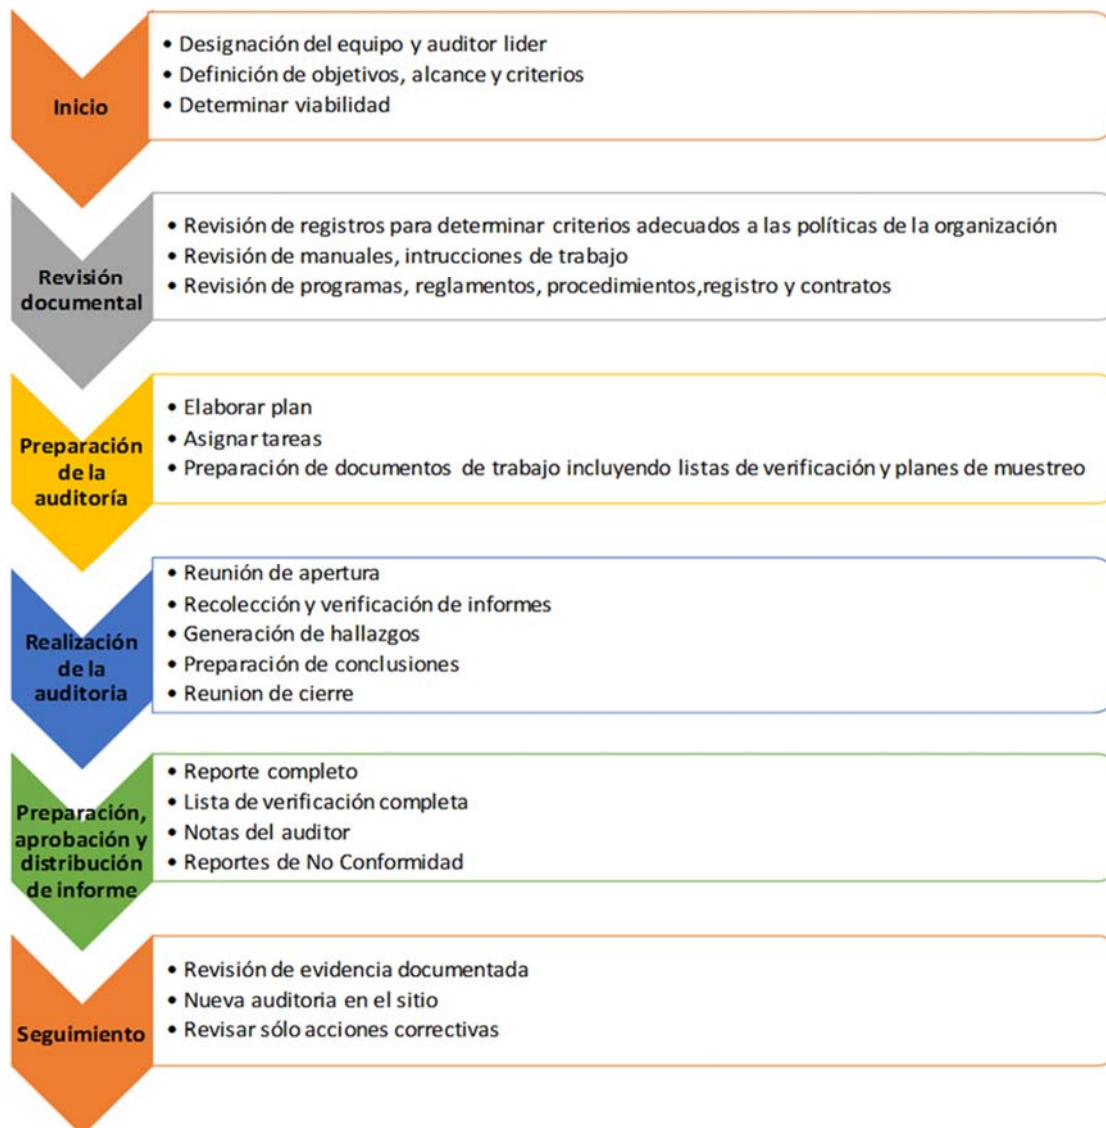 Inicio
• Designación del equipo y auditor lider
• Definición de objetivos, alcance y criterios
• Determinar viabilidad
Revisión
documental
• Revisión de registros para determinar criterios adecuados a las políticas de la organización
• Revisión de manuales, intrucciones de trabajo
• Revisión de programas, reglamentos, procedimientos,registro y contratos
Preparación
de la
auditoría
• Elaborar plan
• Asignar tareas
• Preparación de documentos de trabajo incluyendo listas de verificación y planes de muestreo
Realización
de la
auditoria
• Reunión de apertura
• Recolección y verificación de informes
• Generación de hallazgos
• Preparación de conclusiones
• Reunion de cierre
Preparación,
aprobación y
distribución
de informe
• Reporte completo
• Lista de verificación completa
• Notas del auditor
• Reportes de No Conformidad
Seguimiento
• Revisión de evidencia documentada
• Nueva auditoria en el sitio
• Revisar sólo acciones correctivas